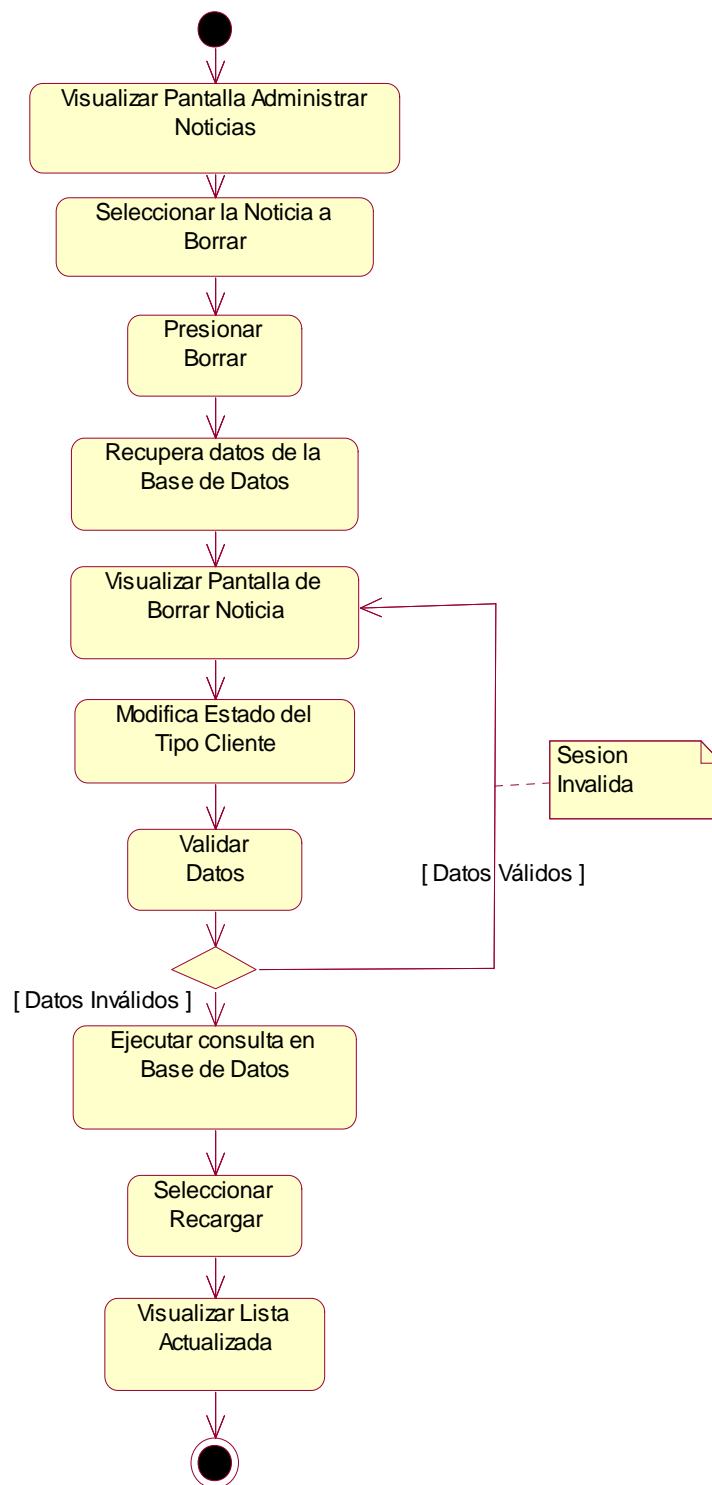 Visualizar Pantalla Administrar
Noticias
Seleccionar la Noticia a
Borrar
Presionar
Borrar
Recupera datos de la
Base de Datos
Visualizar Pantalla de
Borrar Noticia
Modifica Estado del
Tipo Cliente
Sesion
Invalida
Validar
Datos
[ Datos Válidos ]
[ Datos Inválidos ]
Ejecutar consulta en
Base de Datos
Seleccionar
Recargar
Visualizar Lista
Actualizada